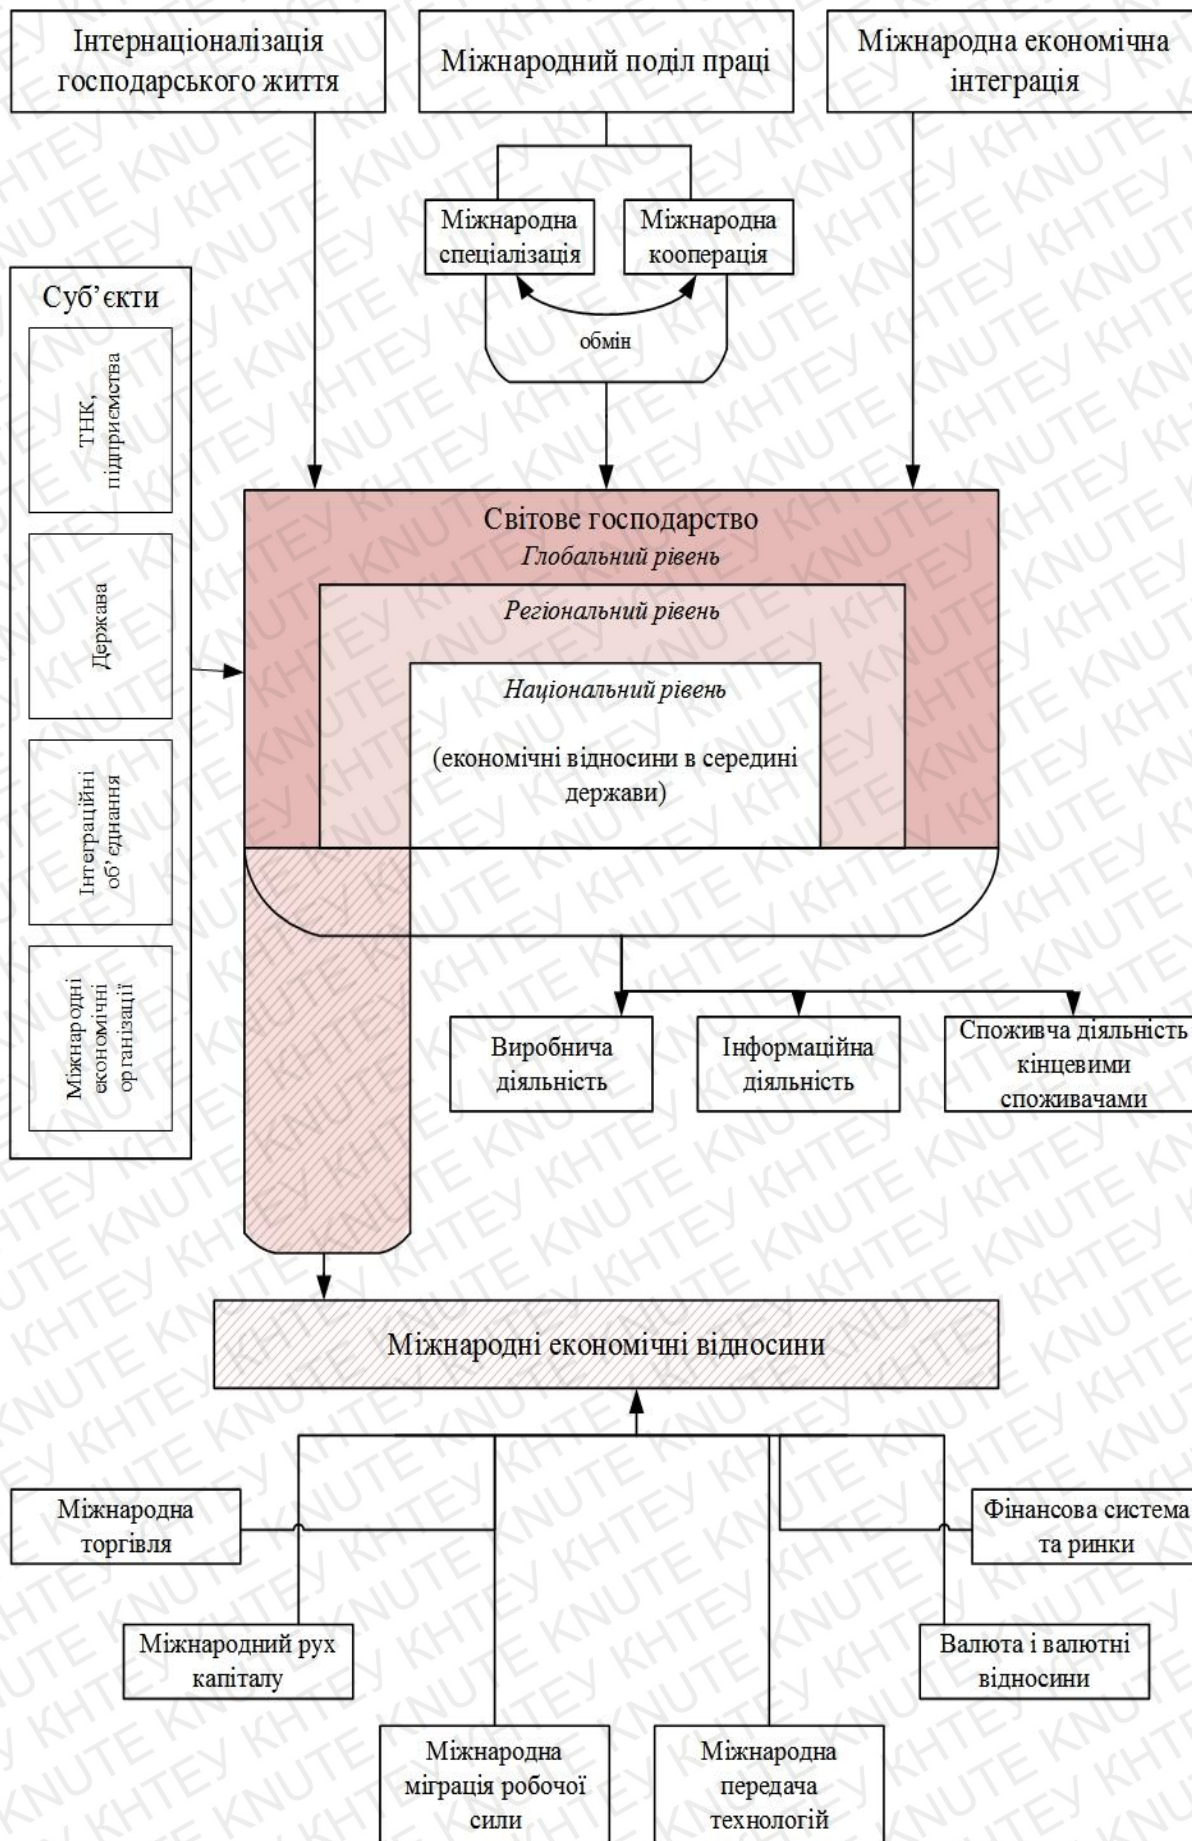 Інтернаціоналізація
господарського життя
Міжнародний поділ праці
Міжнародна економічна
інтеграція
Міжнародна
спеціалізація
Міжнародна
кооперація
обмін
Суб’єкти
ТНК,
підприємства
Держава
Інтеграційні
об’єднання
Міжнародні
економічні
організації
Світове господарство
Глобальний рівень
Регіональний рівень
Національний рівень
(економічні відносини в середині
держави)
Виробнича
діяльність
Інформаційна
діяльність
Споживча діяльність
кінцевими
споживачами
Міжнародні економічні відносини
Міжнародна
торгівля
Фінансова система
та ринки
Міжнародний рух
капіталу
Валюта і валютні
відносини
Міжнародна
міграція робочої
сили
Міжнародна
передача
технологій
КНТЕУ KNUTE